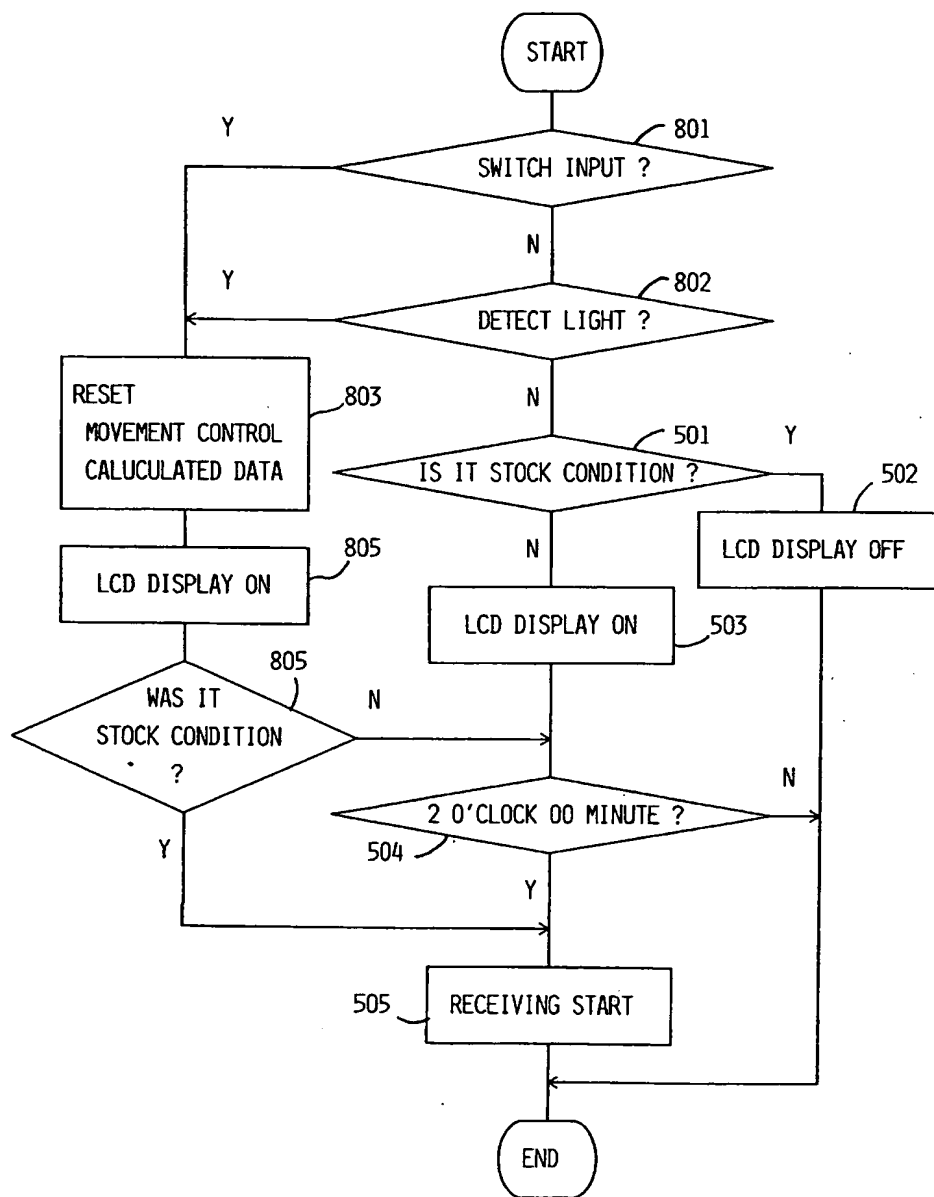 START
Y
801
SWITCH INPUT ?
N
802
Y
DETECT LIGHT ?
N
501
Y
IS IT STOCK CONDITION ?
502
RESET
MOVEMENT CONTROL
CALUCULATED DATA
803
LCD DISPLAY OFF
N
805
LCD DISPLAY ON
LCD DISPLAY ON
503
805
WAS IT
STOCK CONDITION
?
N
2 O'CLOCK 00 MINUTE ?
N
504
Y
Y
505
RECEIVING START
END